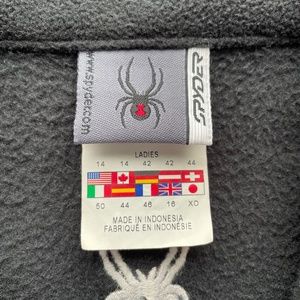 www.spyder.com
SPYDER
LADIES
14 14 42 42 44
50 44 46 16 XO
MADE IN INDONESIA
FABRIQUÉ EN INDONÉSIE